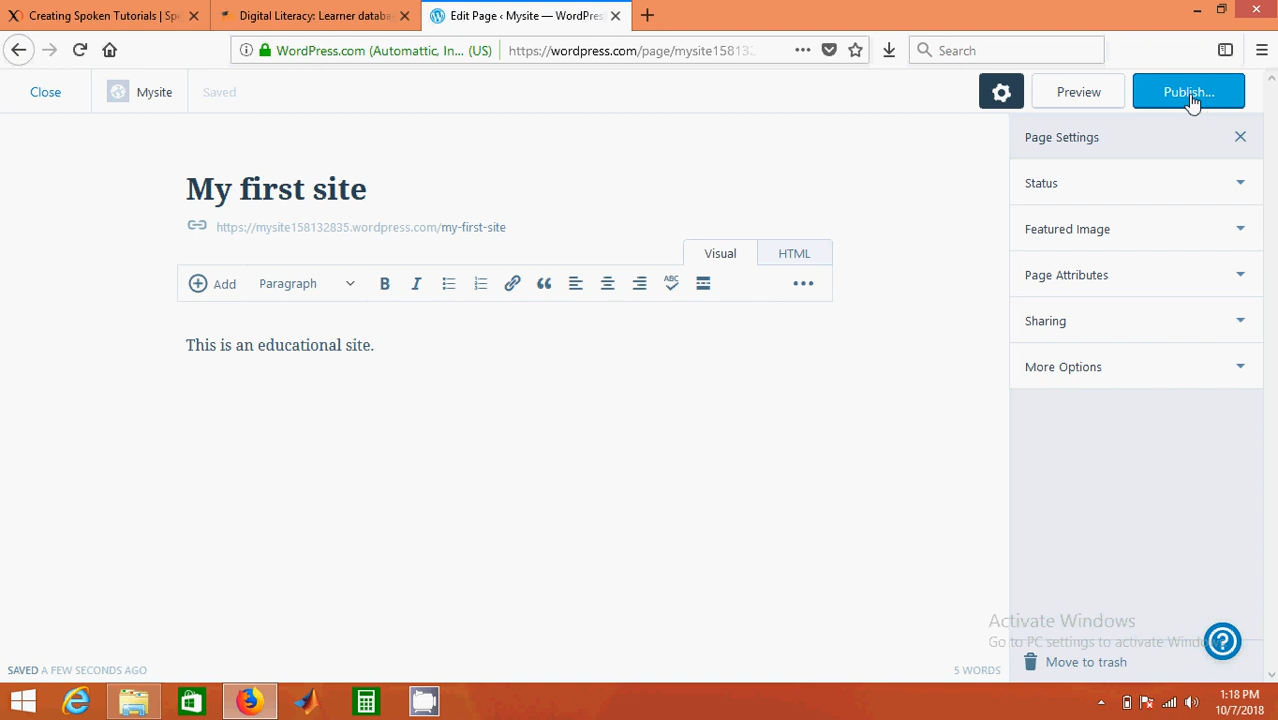 Creating Spoken Tutorials | Sp
Digital Literacy: Learner databa
Edit Page ‹ Mysite — WordPres
WordPress.com (Automattic, In... (US)
https://wordpress.com/page/mysite158132
Search
Close
Mysite
Saved
Preview
Publish...
Page Settings
My first site
Status
https://mysite158132835.wordpress.com/my-first-site
Featured Image
Visual
HTML
Add
Paragraph
B
I
ABC
Page Attributes
Sharing
This is an educational site.
More Options
Activate Windows
Go to PC settings to activate Windo
SAVED A FEW SECONDS AGO
5 WORDS
Move to trash
1:18 PM
10/7/2018